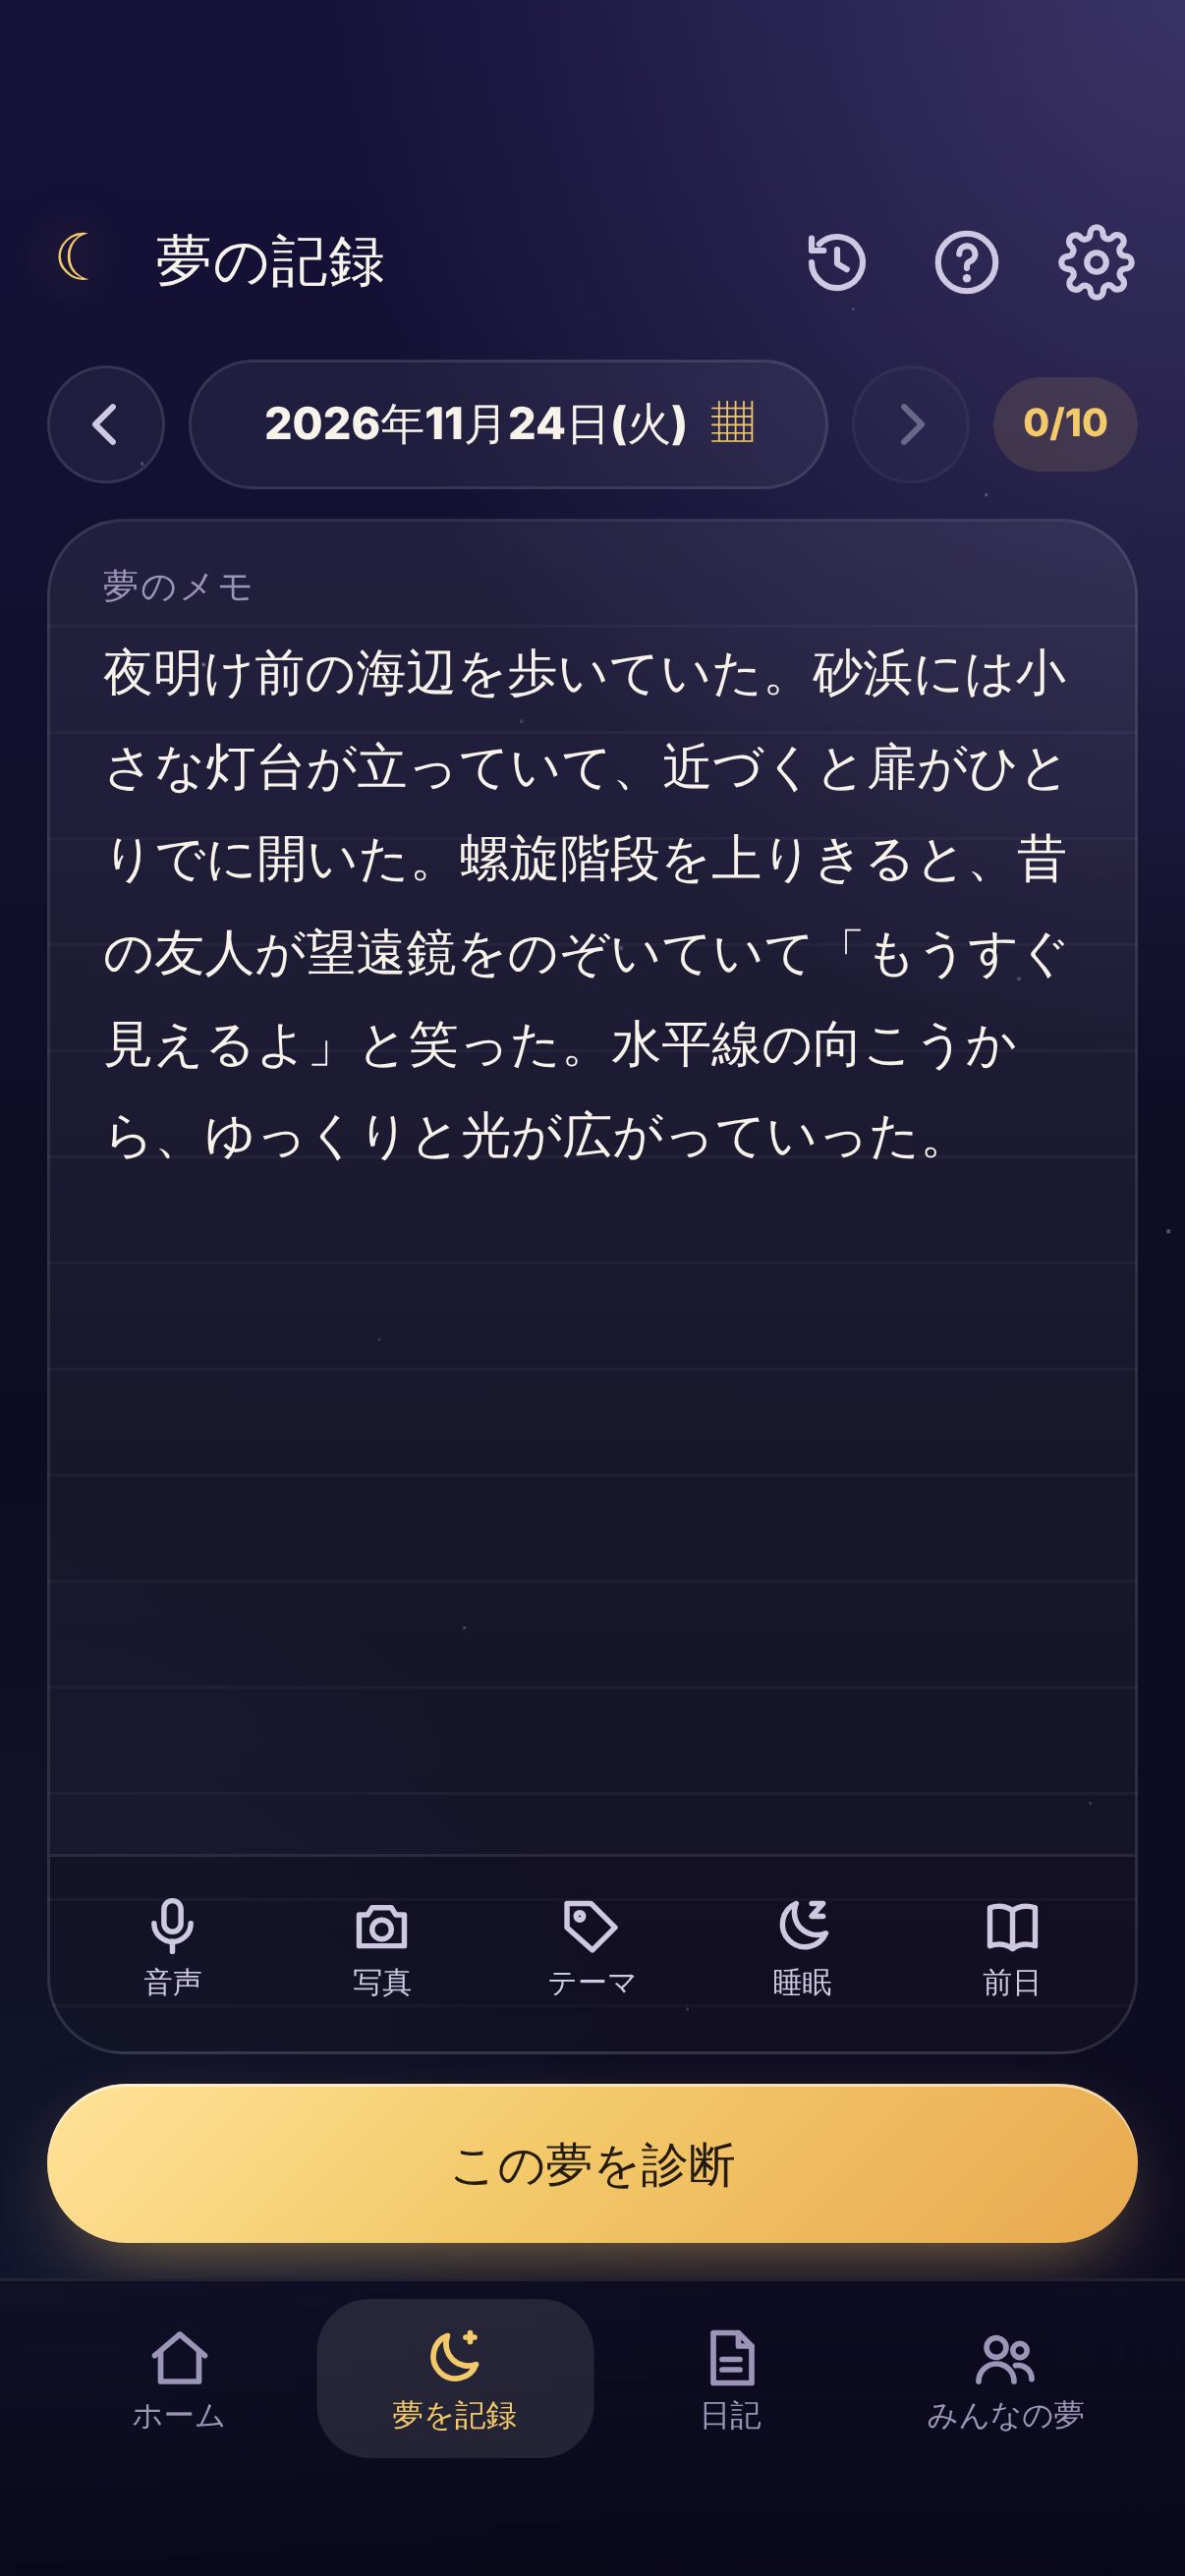 夢の記録
2026年11月24日(火)
0/10
夢のメモ
夜明け前の海辺を歩いていた。砂浜には小
さな灯台が立っていて、近づくと扉がひと
りでに開いた。螺旋階段を上りきると、昔
の友人が望遠鏡をのぞいていて「もうすぐ
見えるよ」と笑った。水平線の向こうか
ら、ゆっくりと光が広がっていった。
音声
写真
テーマ
睡眠
前日
この夢を診断
ホーム
夢を記録
日記
みんなの夢